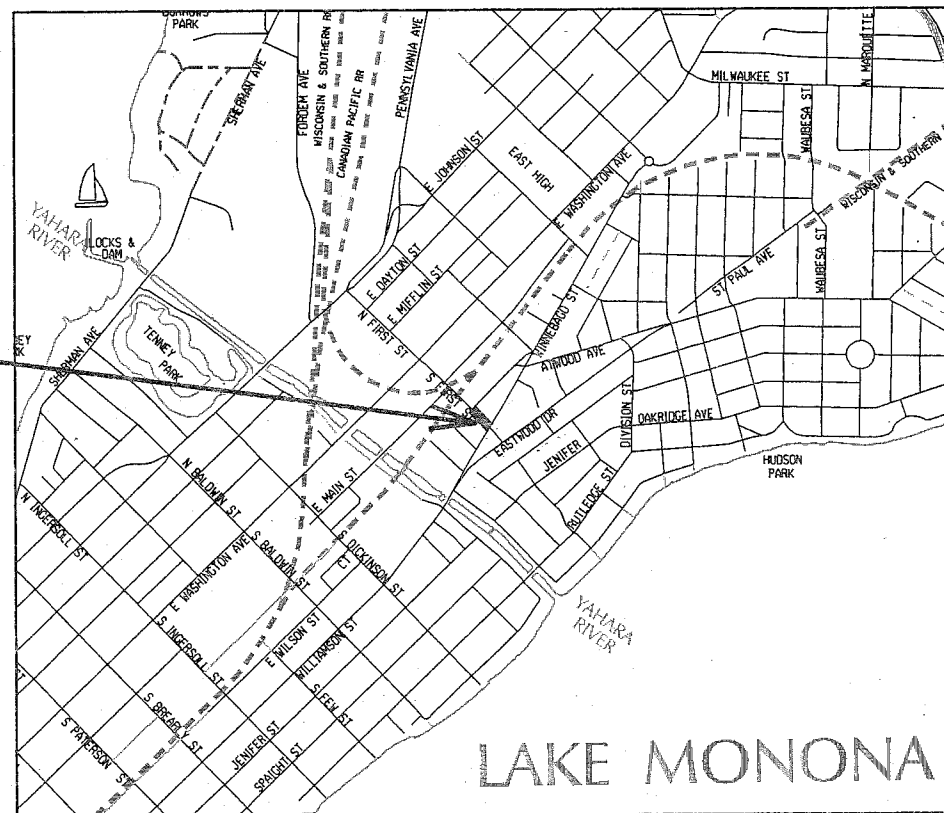 PARK
SHERMAN AVE
FORDEM AVE
WISCONSIN & SOUTHERN RR
CANADIAN PACIFIC RR
PENNSYLVANIA AVE
MILWAUKEE ST
N MARQUETTE
WAUBESA ST
E JOHNSON ST
EAST HIGH
E WASHINGTON AVE
WISCONSIN & SOUTHERN
YAHARA
RIVER
LOCKS &
DAM
E DAYTON ST
E MIFFLIN ST
N FIRST ST
S FIRST ST
WINNEBAGO ST
ST PAUL AVE
WAUBESA ST
SHERMAN AVE
TENNEY
PARK
ATWOOD AVE
EASTWOOD DR
DIVISION ST
OAKRIDGE AVE
JENIFER
RUTLEDGE ST
HUDSON
PARK
N BALDWIN ST
E MAIN ST
S DICKINSON ST
N INGERSOLL ST
E WASHINGTON AVE
S BALDWIN ST
CT
YAHARA
RIVER
S INGERSOLL ST
E WILSON ST
WILLIAMSON ST
S FEW ST
ST
S BREARLY ST
S PATERSON ST
JENIFER ST
SPAIGHT ST
LAKE MONONA